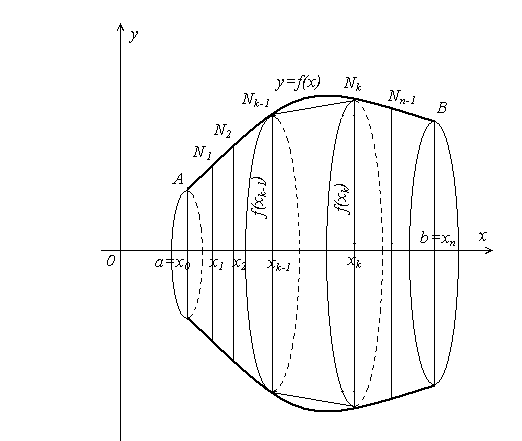 y
y=f(x)
N_{k-1} N_k N_{n-1}
B
N_2
N_1
A
f(x_{k-1}) f(x_k)
x
0 a=x_0 x_1 x_2 x_{k-1} x_k b=x_n